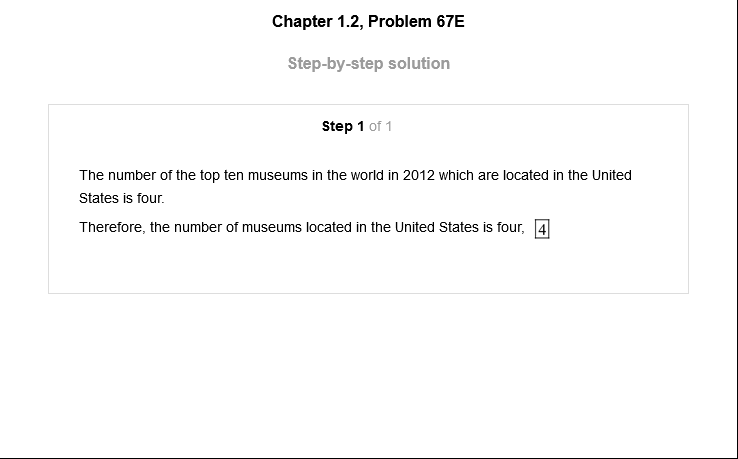 Chapter 1.2, Problem 67E
Step-by-step solution
Step 1 of 1
The number of the top ten museums in the world in 2012 which are located in the United
States is four.
Therefore, the number of museums located in the United States is four, 4